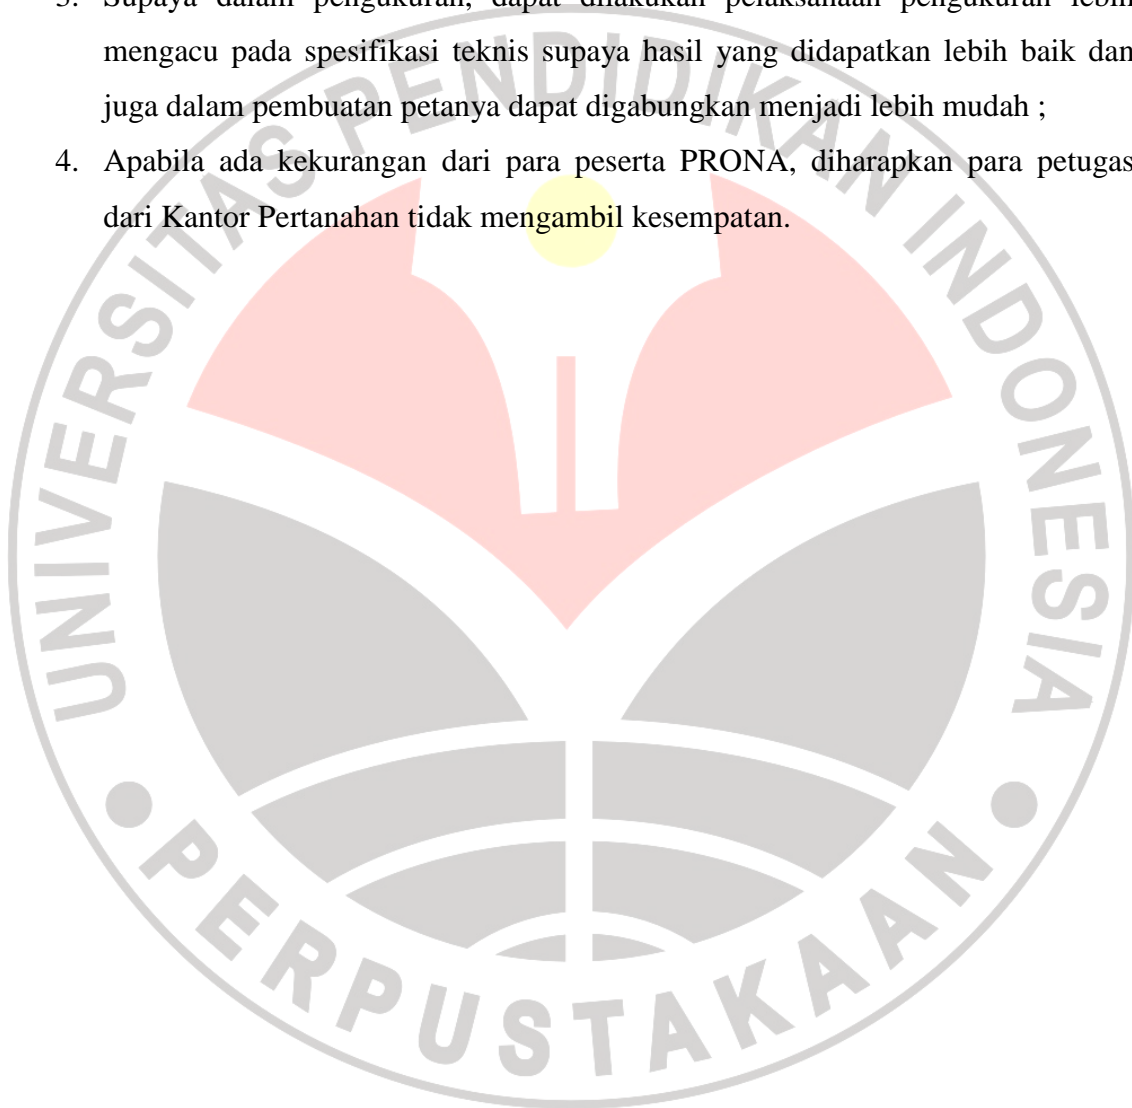 3. Supaya dalam pengukuran, dapat dilakukan pelaksanaan pengukuran lebih
mengacu pada spesifikasi teknis supaya hasil yang didapatkan lebih baik dan
juga dalam pembuatan petanya dapat digabungkan menjadi lebih mudah ;
4. Apabila ada kekurangan dari para peserta PRONA, diharapkan para petugas
dari Kantor Pertanahan tidak mengambil kesempatan.
UNIVERSITAS PENDIDIKAN INDONESIA
PERPUSTAKAAN